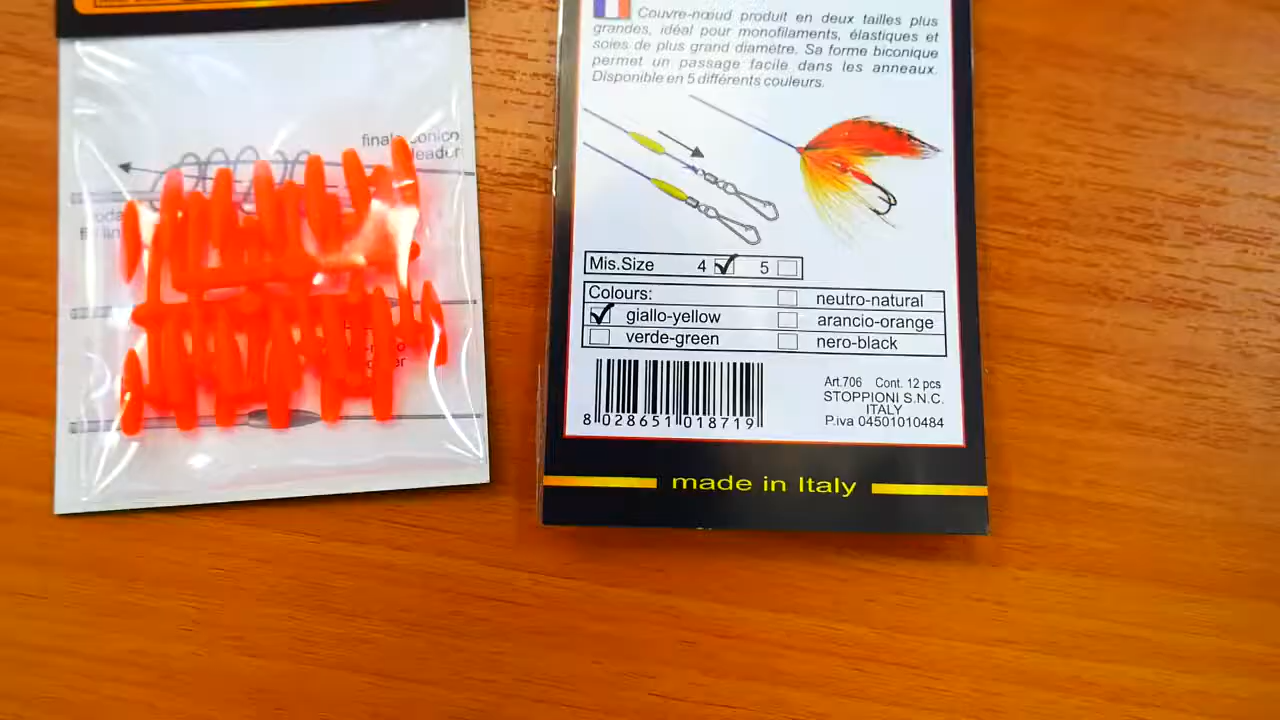 finale conico
leader
Couvre-nœud produit en deux tailles plus
grandes, idéal pour monofilaments, élastiques et
soies de plus grand diamètre. Sa forme biconique
permet un passage facile dans les anneaux.
Disponible en 5 différents couleurs.
Mis.Size 4 5
Colours:
neutro-natural
giallo-yellow
arancio-orange
verde-green
nero-black
8 028651 018719
Art.706 Cont. 12 pcs
STOPPIONI S.N.C.
ITALY
P.iva 04501010484
made in Italy